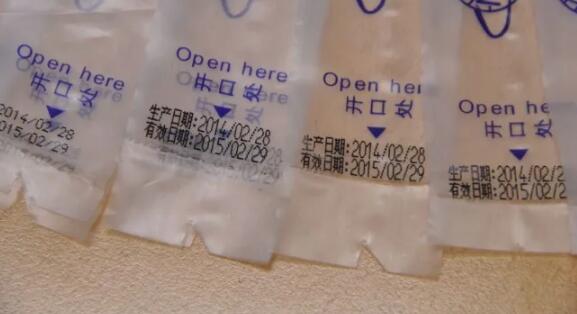 Open here
开口处
2014/02/28
2015/02/29
Open here
开口处
生产日期:2014/02/28
有效日期:2015/02/29
Open here
开口处
生产日期:2014/02/28
有效日期:2015/02/29
Open he
开口处
生产日期:2014/02/2
有效日期:2015/02/2